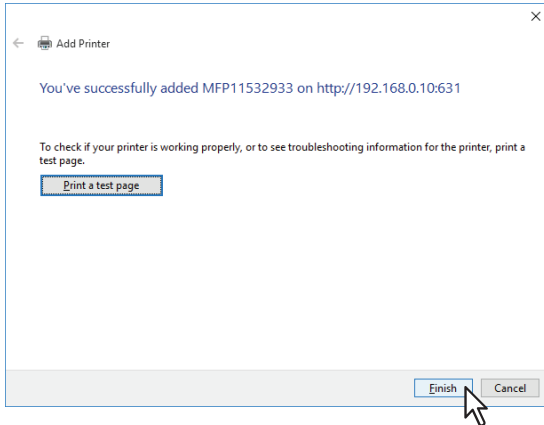 Add Printer
You've successfully added MFP11532933 on http://192.168.0.10:631
To check if your printer is working properly, or to see troubleshooting information for the printer, print a
test page.
Print a test page
Finish
Cancel